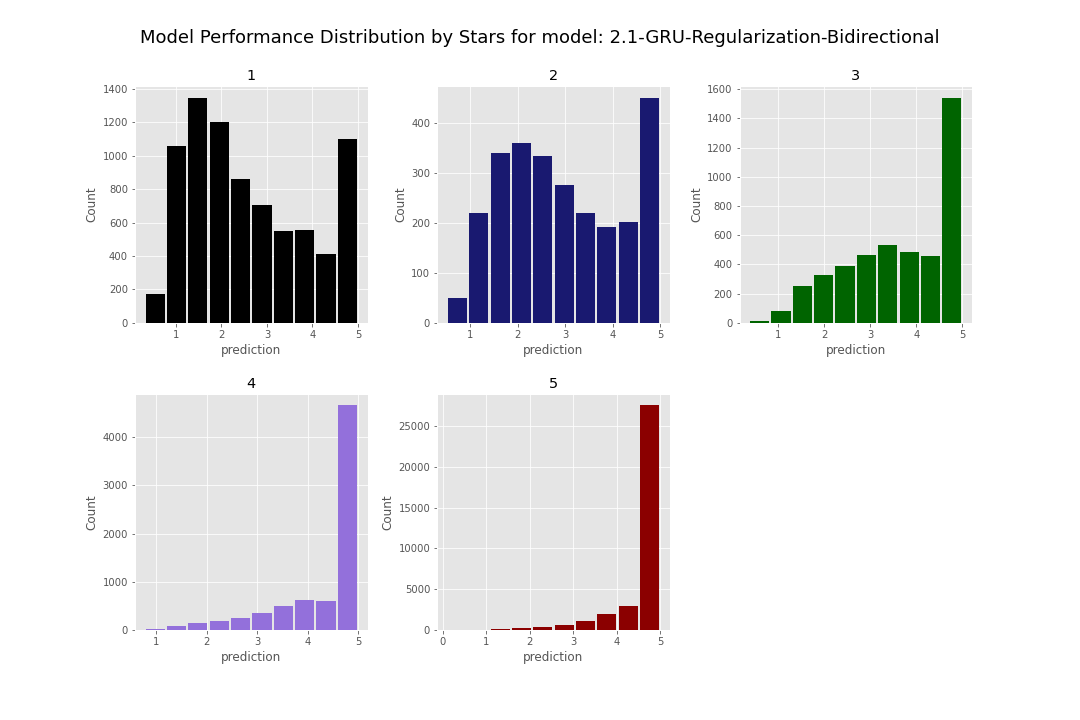 Model Performance Distribution by Stars for model: 2.1-GRU-Regularization-Bidirectional
1
1400
1200
1000
800
600
400
200
0
Count
1 2 3 4 5
prediction
2
400
300
200
100
0
Count
1 2 3 4 5
prediction
3
1600
1400
1200
1000
800
600
400
200
0
Count
1 2 3 4 5
prediction
4
4000
3000
2000
1000
0
Count
1 2 3 4 5
prediction
5
25000
20000
15000
10000
5000
0
Count
0 1 2 3 4 5
prediction